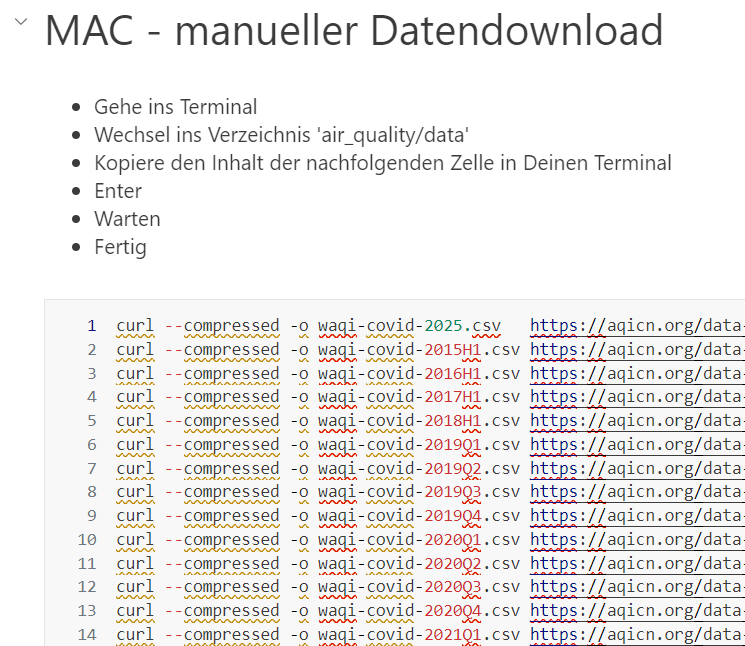 MAC - manueller Datendownload
• Gehe ins Terminal
• Wechsel ins Verzeichnis 'air_quality/data'
• Kopiere den Inhalt der nachfolgenden Zelle in Deinen Terminal
• Enter
• Warten
• Fertig
1 curl --compressed -o waqi-covid-2025.csv https://aqicn.org/data-
2 curl --compressed -o waqi-covid-2015H1.csv https://aqicn.org/data-
3 curl --compressed -o waqi-covid-2016H1.csv https://aqicn.org/data-
4 curl --compressed -o waqi-covid-2017H1.csv https://aqicn.org/data-
5 curl --compressed -o waqi-covid-2018H1.csv https://aqicn.org/data-
6 curl --compressed -o waqi-covid-2019Q1.csv https://aqicn.org/data-
7 curl --compressed -o waqi-covid-2019Q2.csv https://aqicn.org/data-
8 curl --compressed -o waqi-covid-2019Q3.csv https://aqicn.org/data-
9 curl --compressed -o waqi-covid-2019Q4.csv https://aqicn.org/data-
10 curl --compressed -o waqi-covid-2020Q1.csv https://aqicn.org/data-
11 curl --compressed -o waqi-covid-2020Q2.csv https://aqicn.org/data-
12 curl --compressed -o waqi-covid-2020Q3.csv https://aqicn.org/data-
13 curl --compressed -o waqi-covid-2020Q4.csv https://aqicn.org/data-
14 curl --compressed -o waqi-covid-2021Q1.csv https://aqicn.org/data-